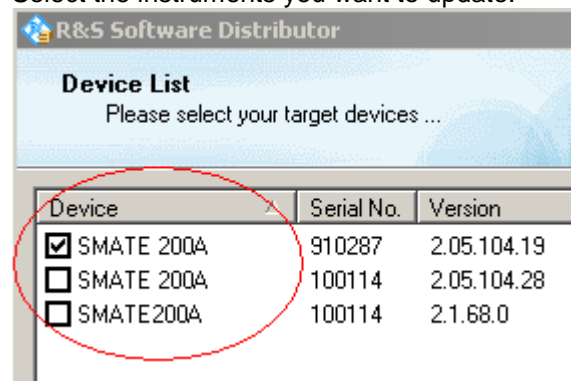 Select the instruments you want to update.
R&S Software Distributor
Device List
Please select your target devices ...
Device Serial No. Version
SMATE 200A 910287 2.05.104.19
SMATE 200A 100114 2.05.104.28
SMATE200A 100114 2.1.68.0